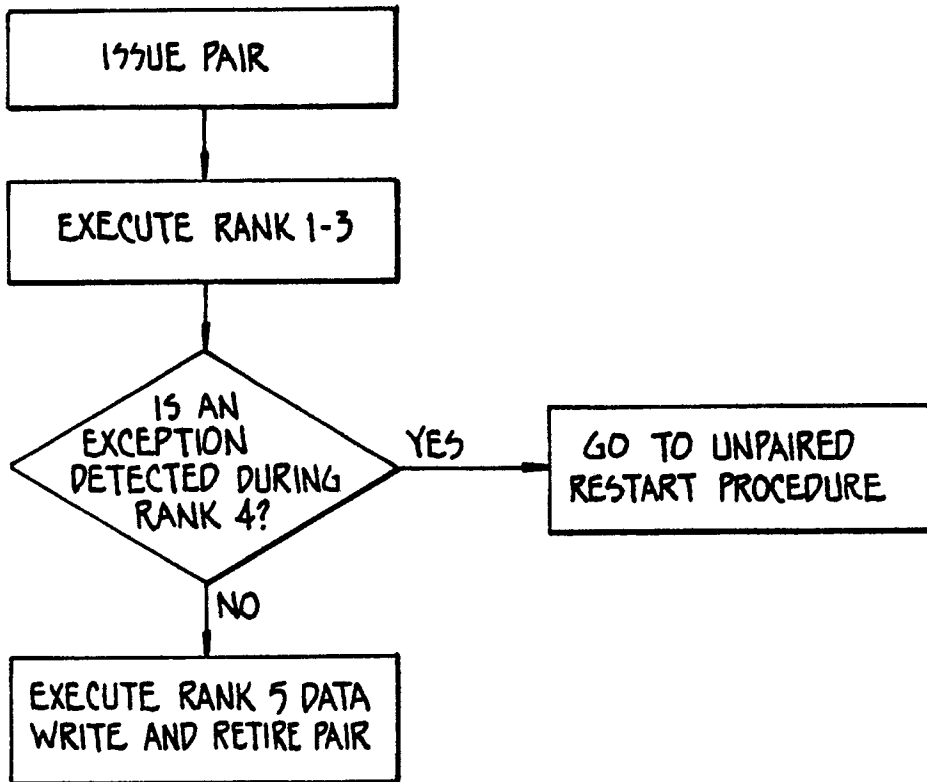 ISSUE PAIR
EXECUTE RANK 1-3
IS AN
EXCEPTION
DETECTED DURING
RANK 4?
YES
GO TO UNPAIRED
RESTART PROCEDURE
NO
EXECUTE RANK 5 DATA
WRITE AND RETIRE PAIR